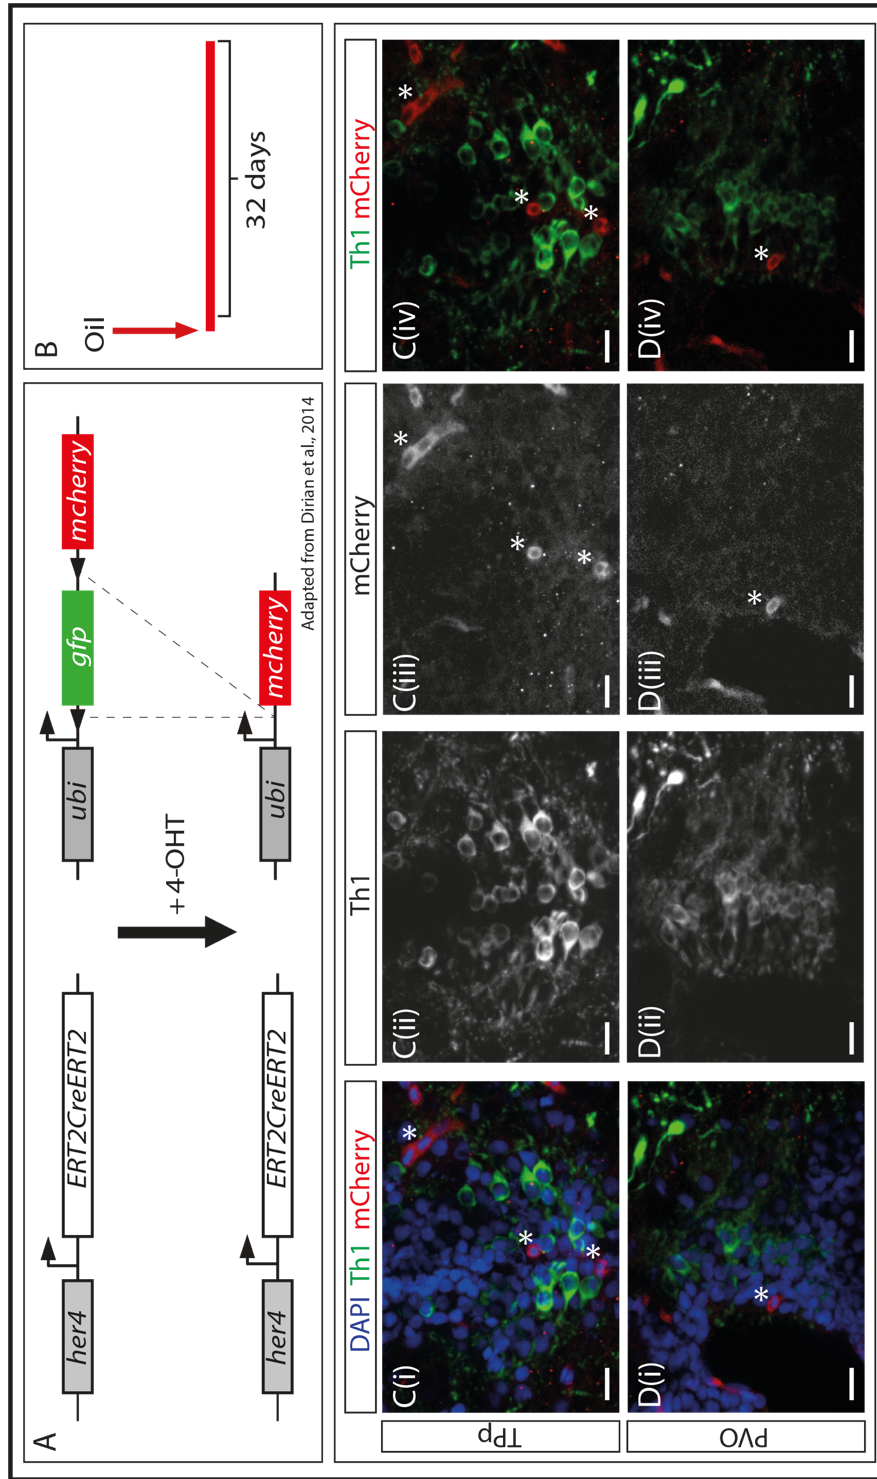 A
her4
ERT2CreERT2
ubi
gfp
mcherry
+ 4-OHT
her4
ERT2CreERT2
ubi
mcherry
Adapted from Dirian et al., 2014
B
Oil
32 days
DAPI Th1 mCherry
Th1
mCherry
Th1 mCherry
TPp
C(i)
*
*
*
C(ii)
C(iii)
*
*
*
C(iv)
*
*
*
PVO
D(i)
*
D(ii)
D(iii)
*
D(iv)
*